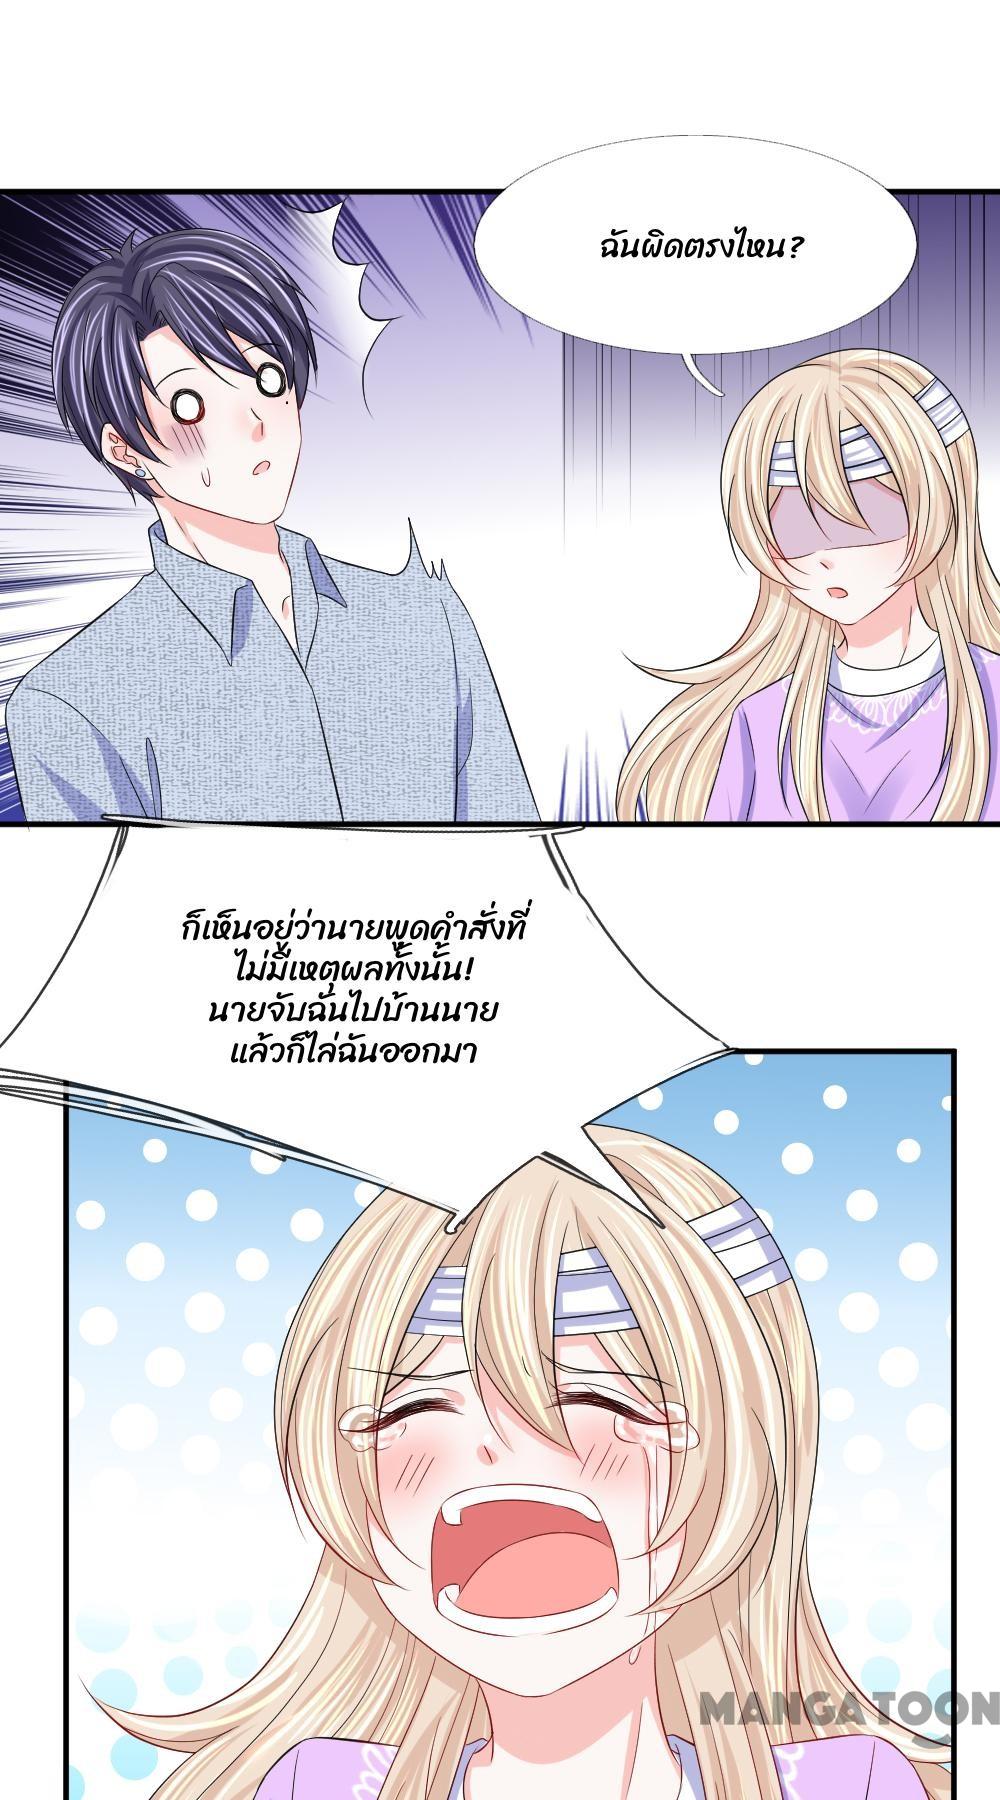 ฉันผิดตรงไหน?
ก็เห็นอยู่ว่านายพูดคำสั่งที่
ไม่มีเหตุผลทั้งนั้น!
นายจับฉันไปบ้านนาย
แล้วก็ไล่ฉันออกมา
MANGATOON